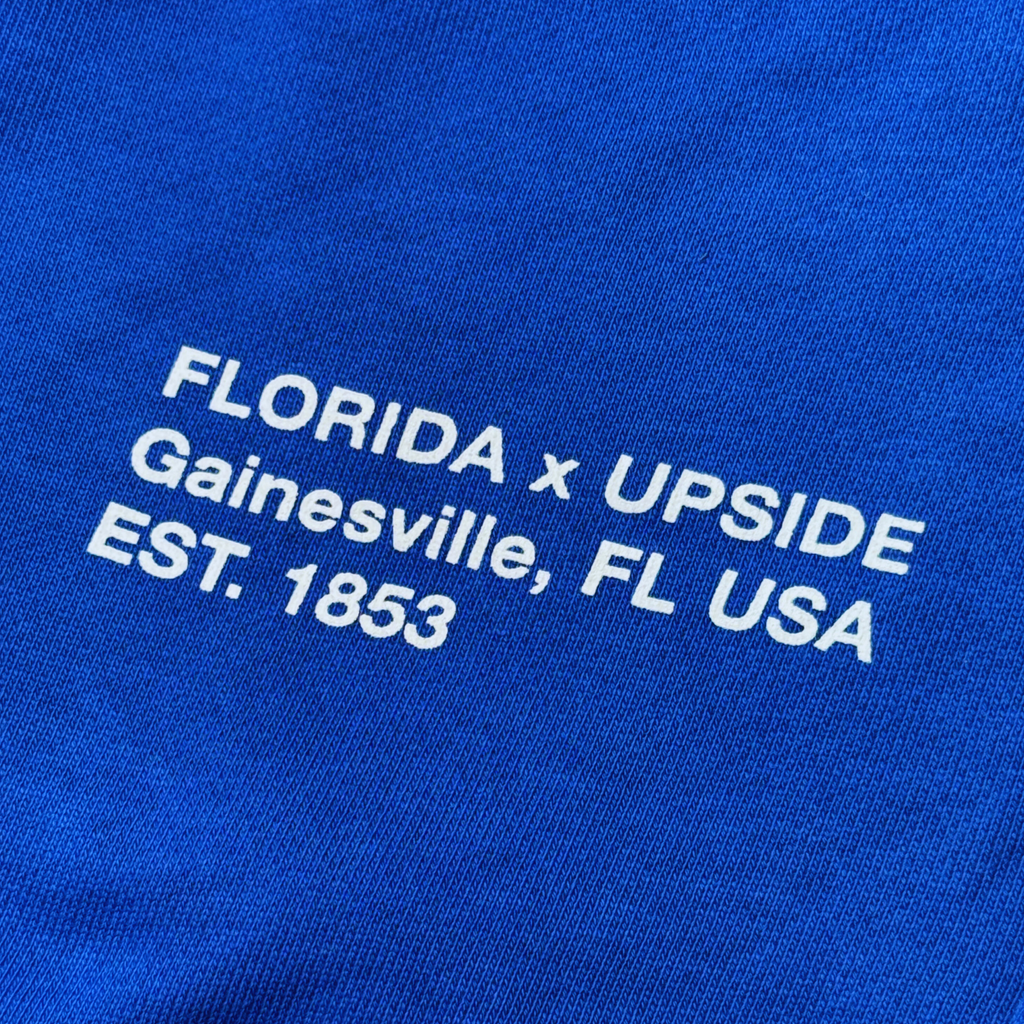 FLORIDA x UPSIDE
Gainesville, FL USA
EST. 1853